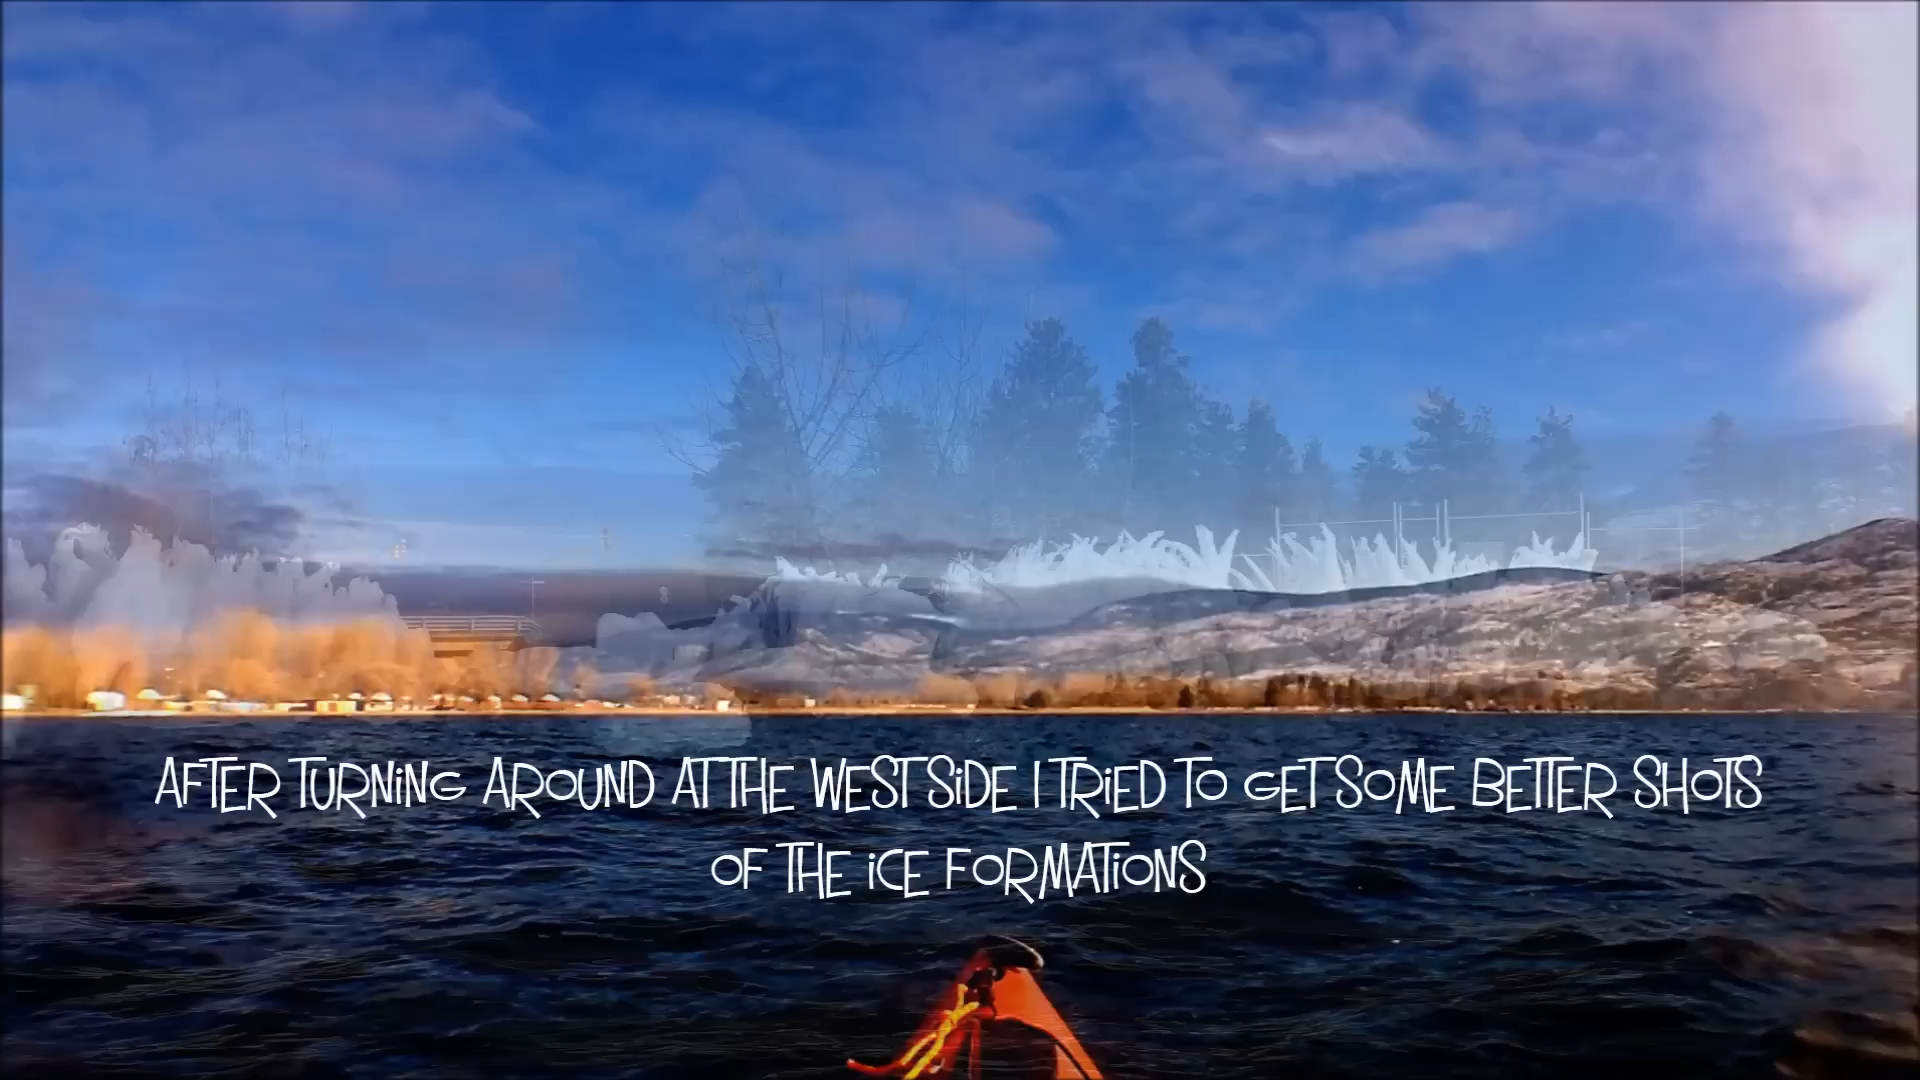 AFTER TURNiNG AROUND AT THE WEST SiDE I TRiED TO GET SOME BETTER SHOTS
OF THE iCE FORMATiONS